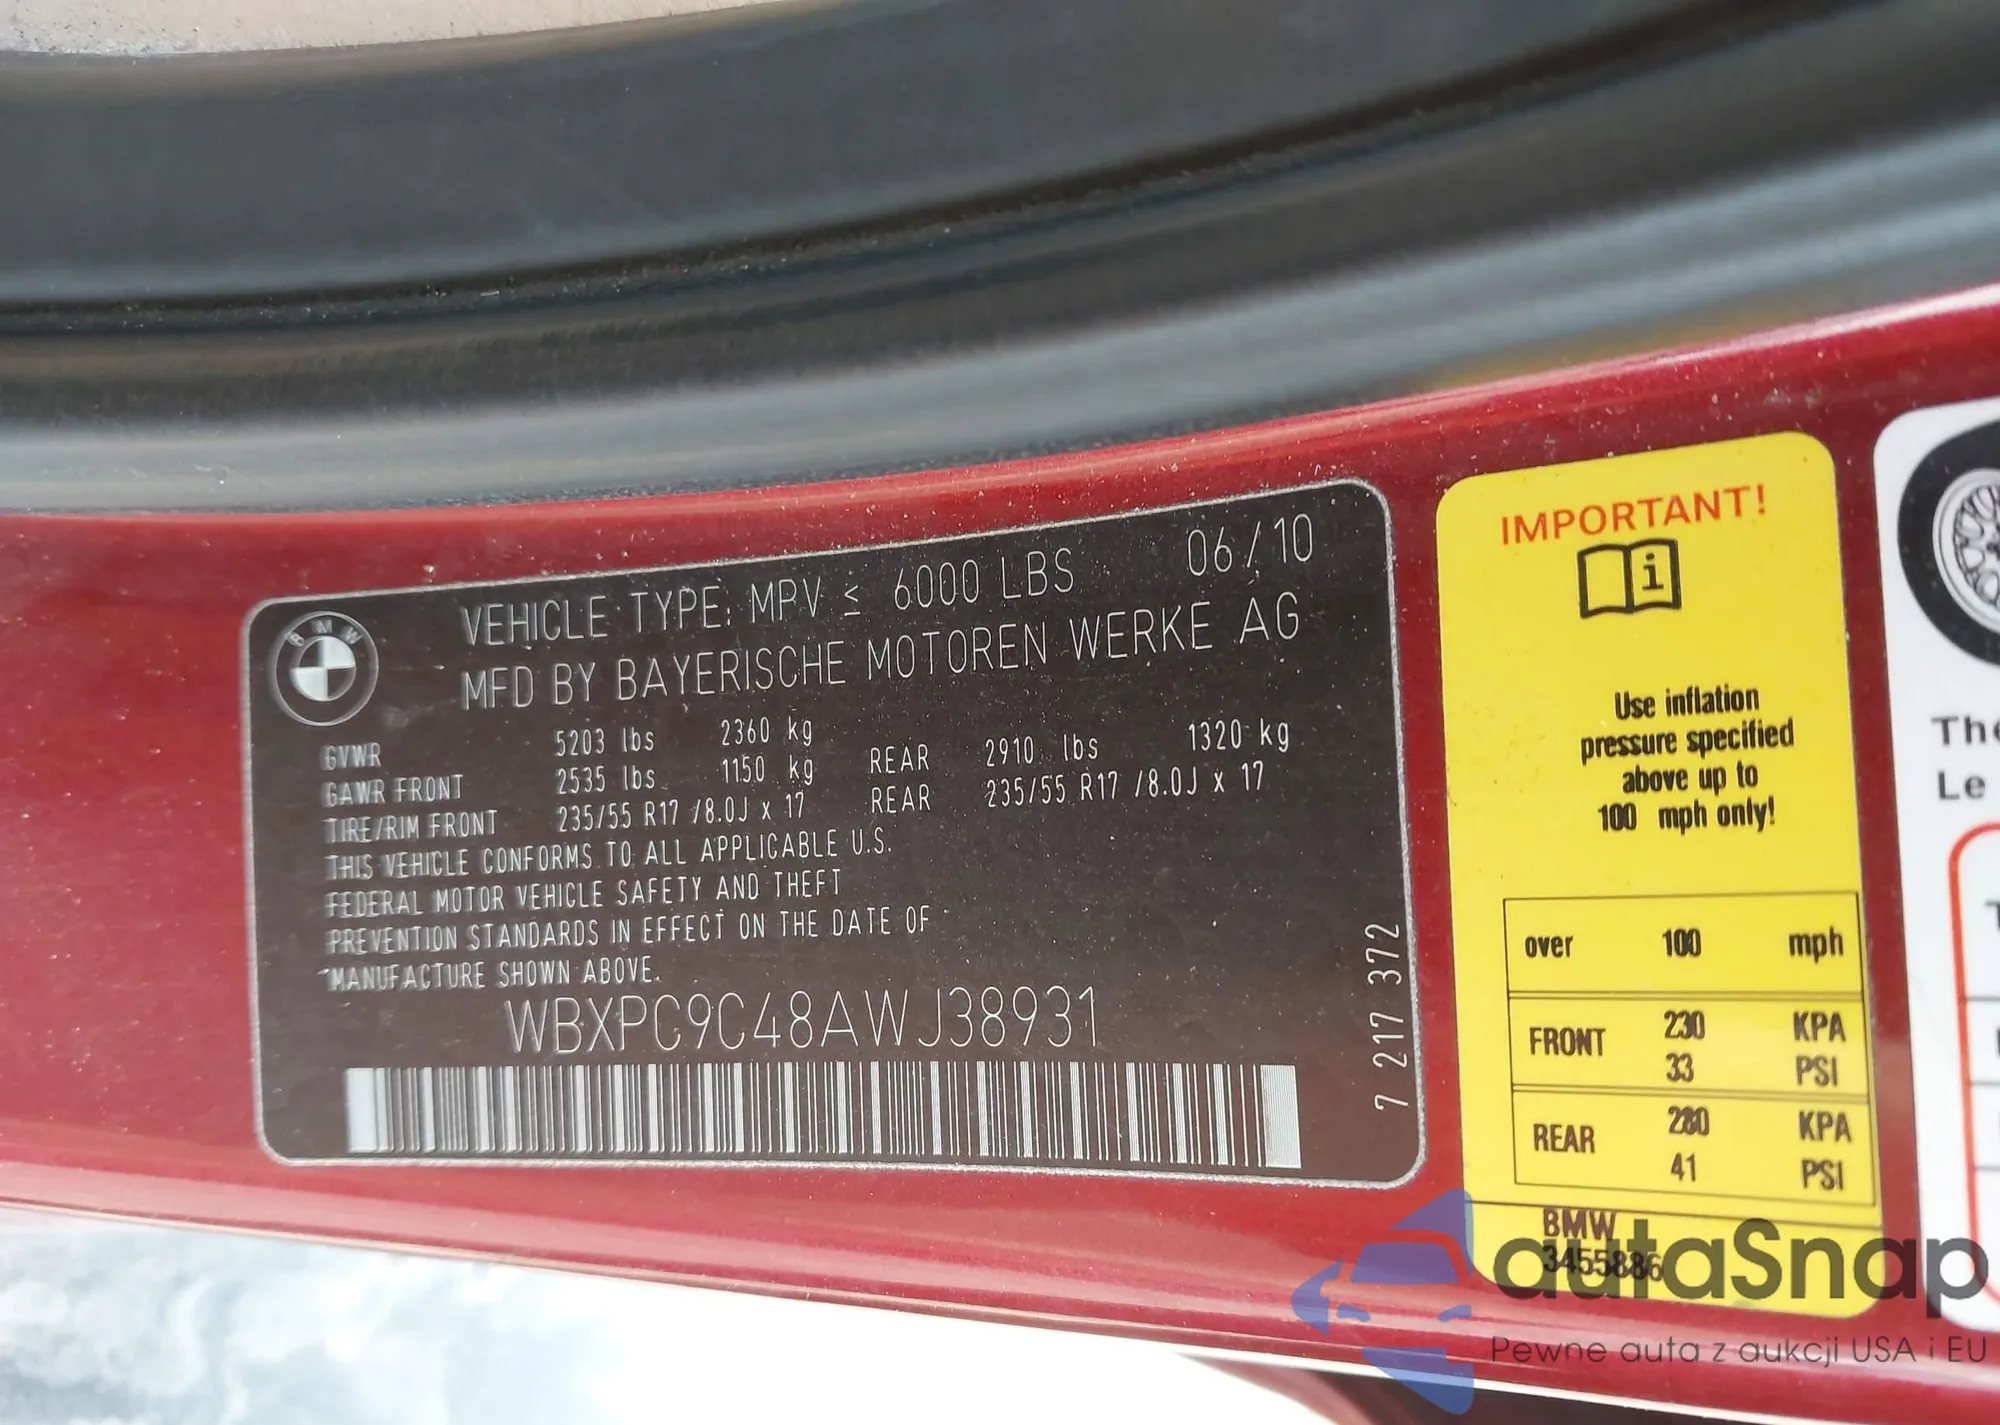 BMW
VEHICLE TYPE: MPV ≤ 6000 LBS 06/10
MFD BY BAYERISCHE MOTOREN WERKE AG
GVWR 5203 lbs 2360 kg
GAWR FRONT 2535 lbs 1150 kg REAR 2910 lbs 1320 kg
TIRE/RIM FRONT 235/55 R17 /8.0J x 17 REAR 235/55 R17 /8.0J x 17
THIS VEHICLE CONFORMS TO ALL APPLICABLE U.S.
FEDERAL MOTOR VEHICLE SAFETY AND THEFT
PREVENTION STANDARDS IN EFFECT ON THE DATE OF
MANUFACTURE SHOWN ABOVE.
WBXPC9C48AWJ38931
7 217 372
IMPORTANT!
i
Use inflation
pressure specified
above up to
100 mph only!
over 100 mph
FRONT 230 KPA
33 PSI
REAR 280 KPA
41 PSI
BMW
3455886
The
Le
autaSnap
Pewne auta z aukcji USA i EU